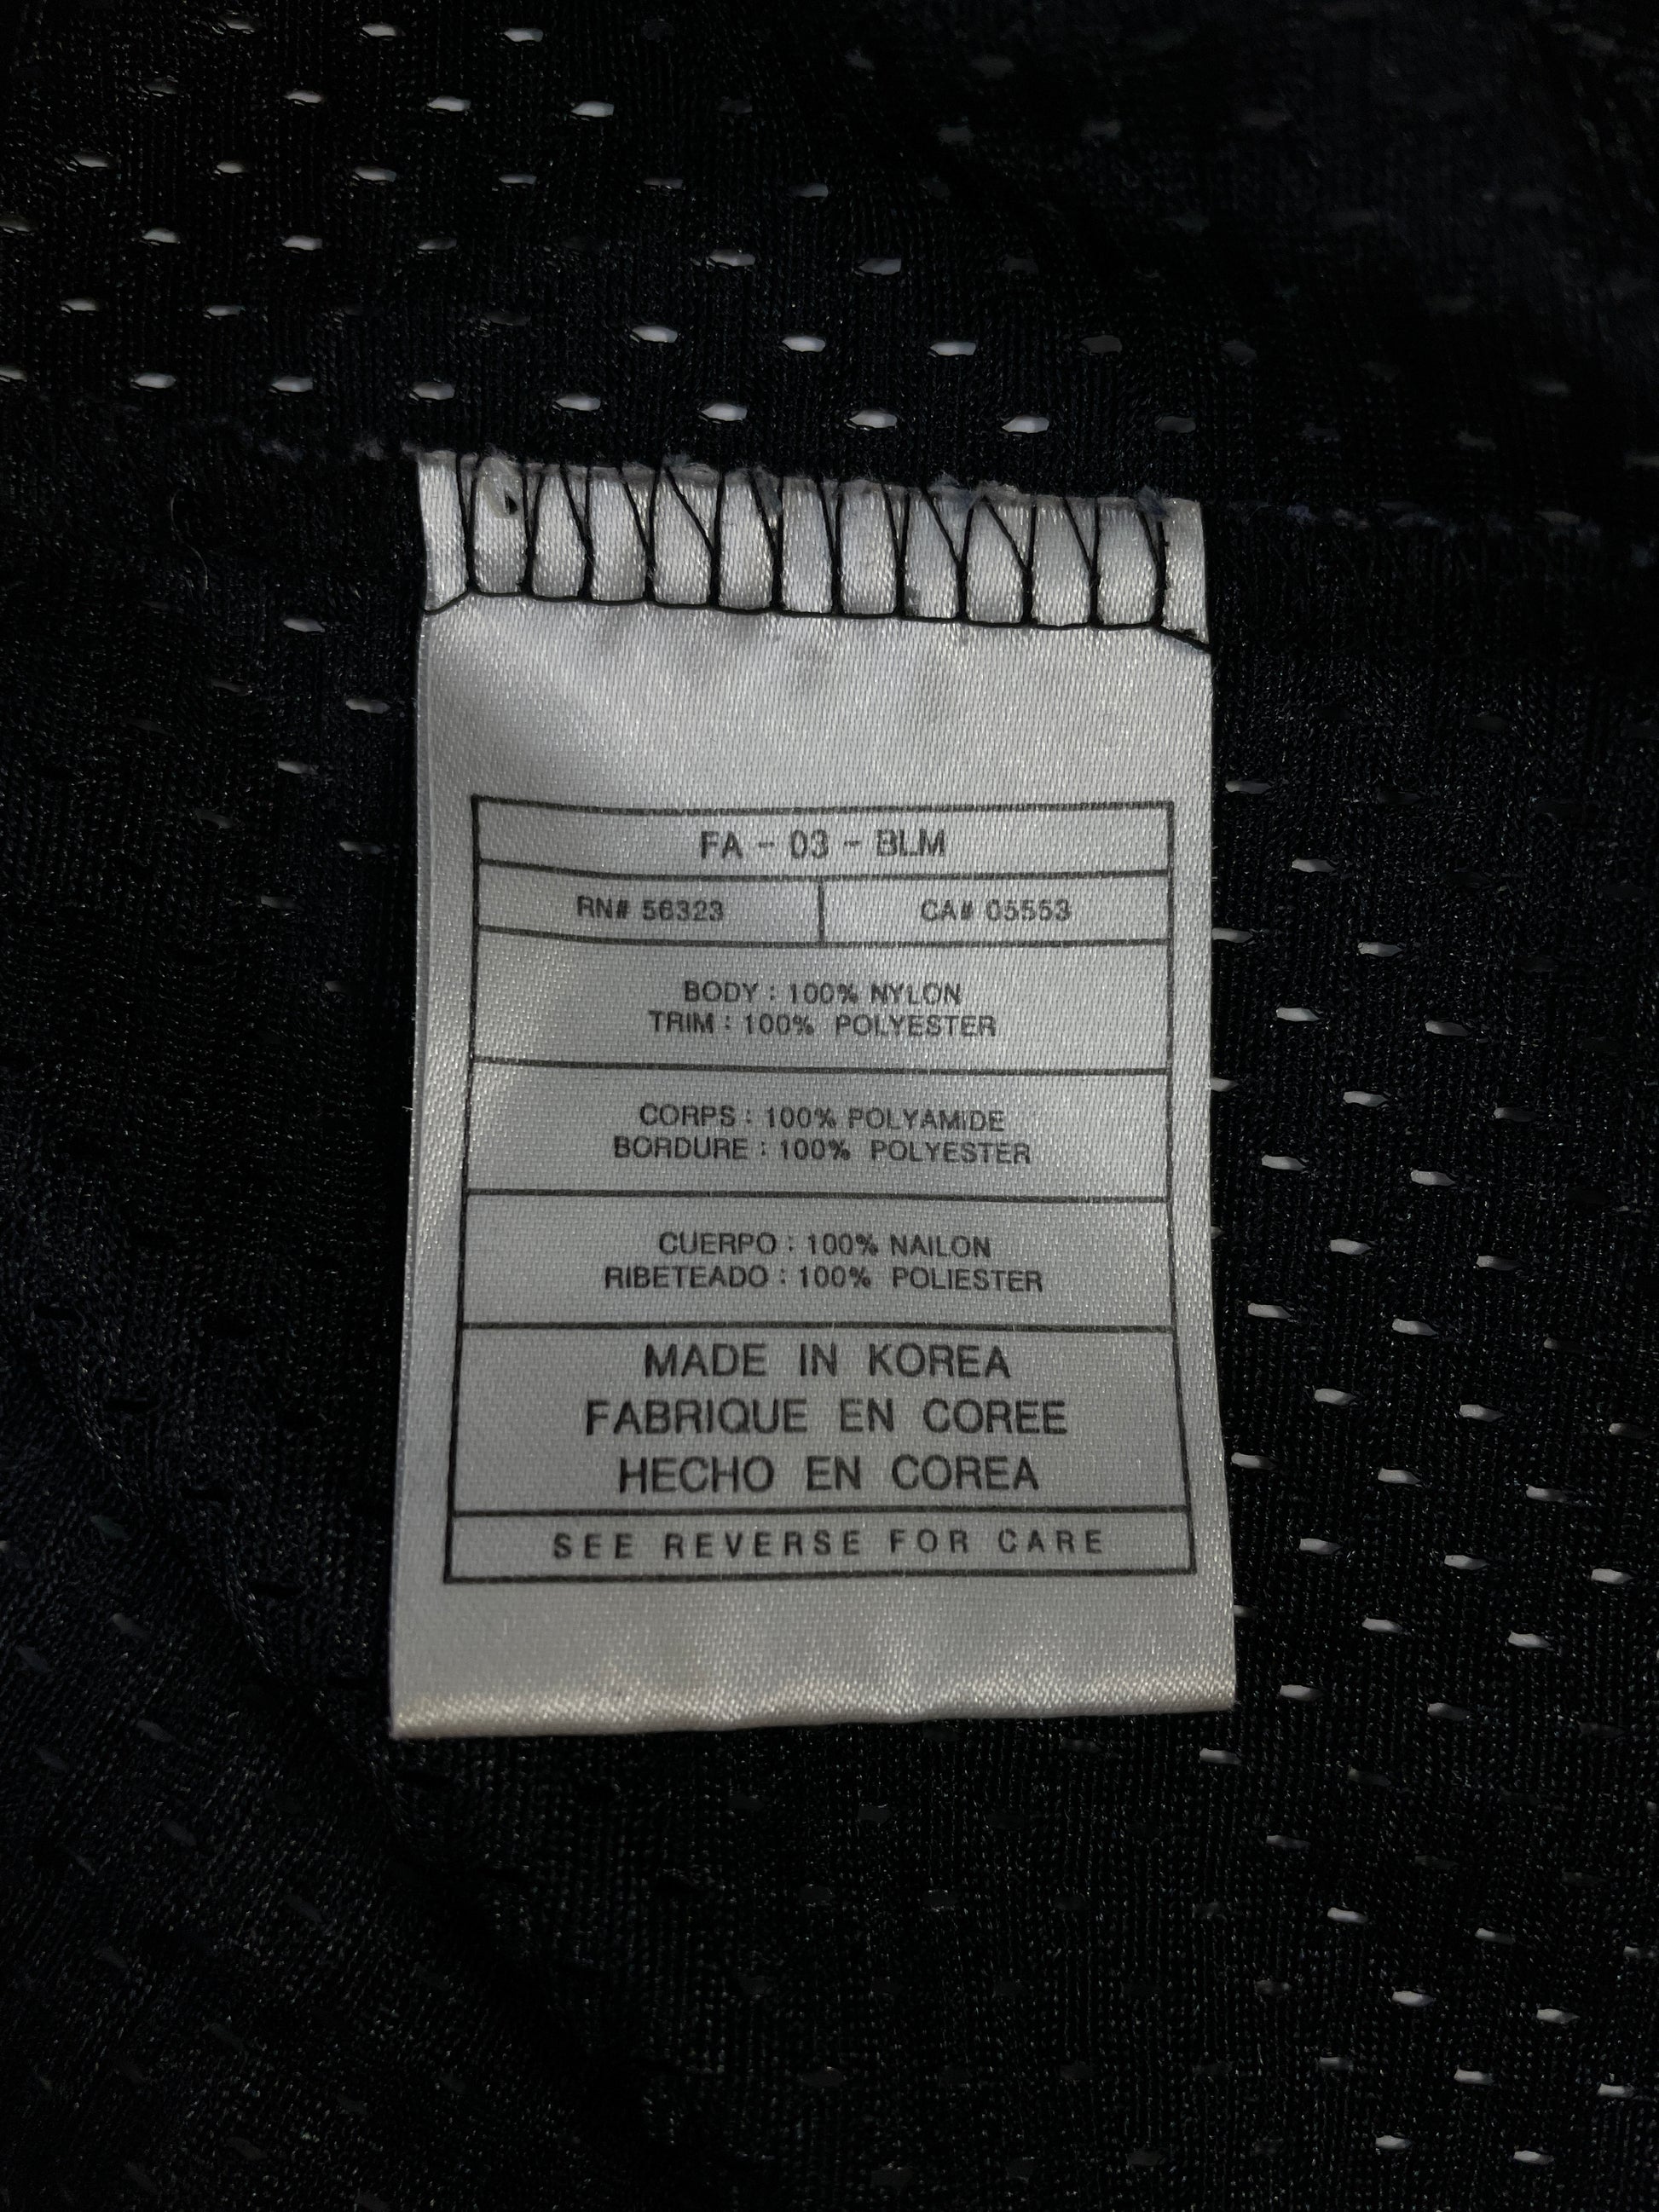 FA - 03 - BLM
RN# 56323 CA# 05553
BODY : 100% NYLON
TRIM : 100% POLYESTER
CORPS : 100% POLYAMIDE
BORDURE : 100% POLYESTER
CUERPO : 100% NAILON
RIBETEADO : 100% POLIESTER
MADE IN KOREA
FABRIQUE EN COREE
HECHO EN COREA
SEE REVERSE FOR CARE